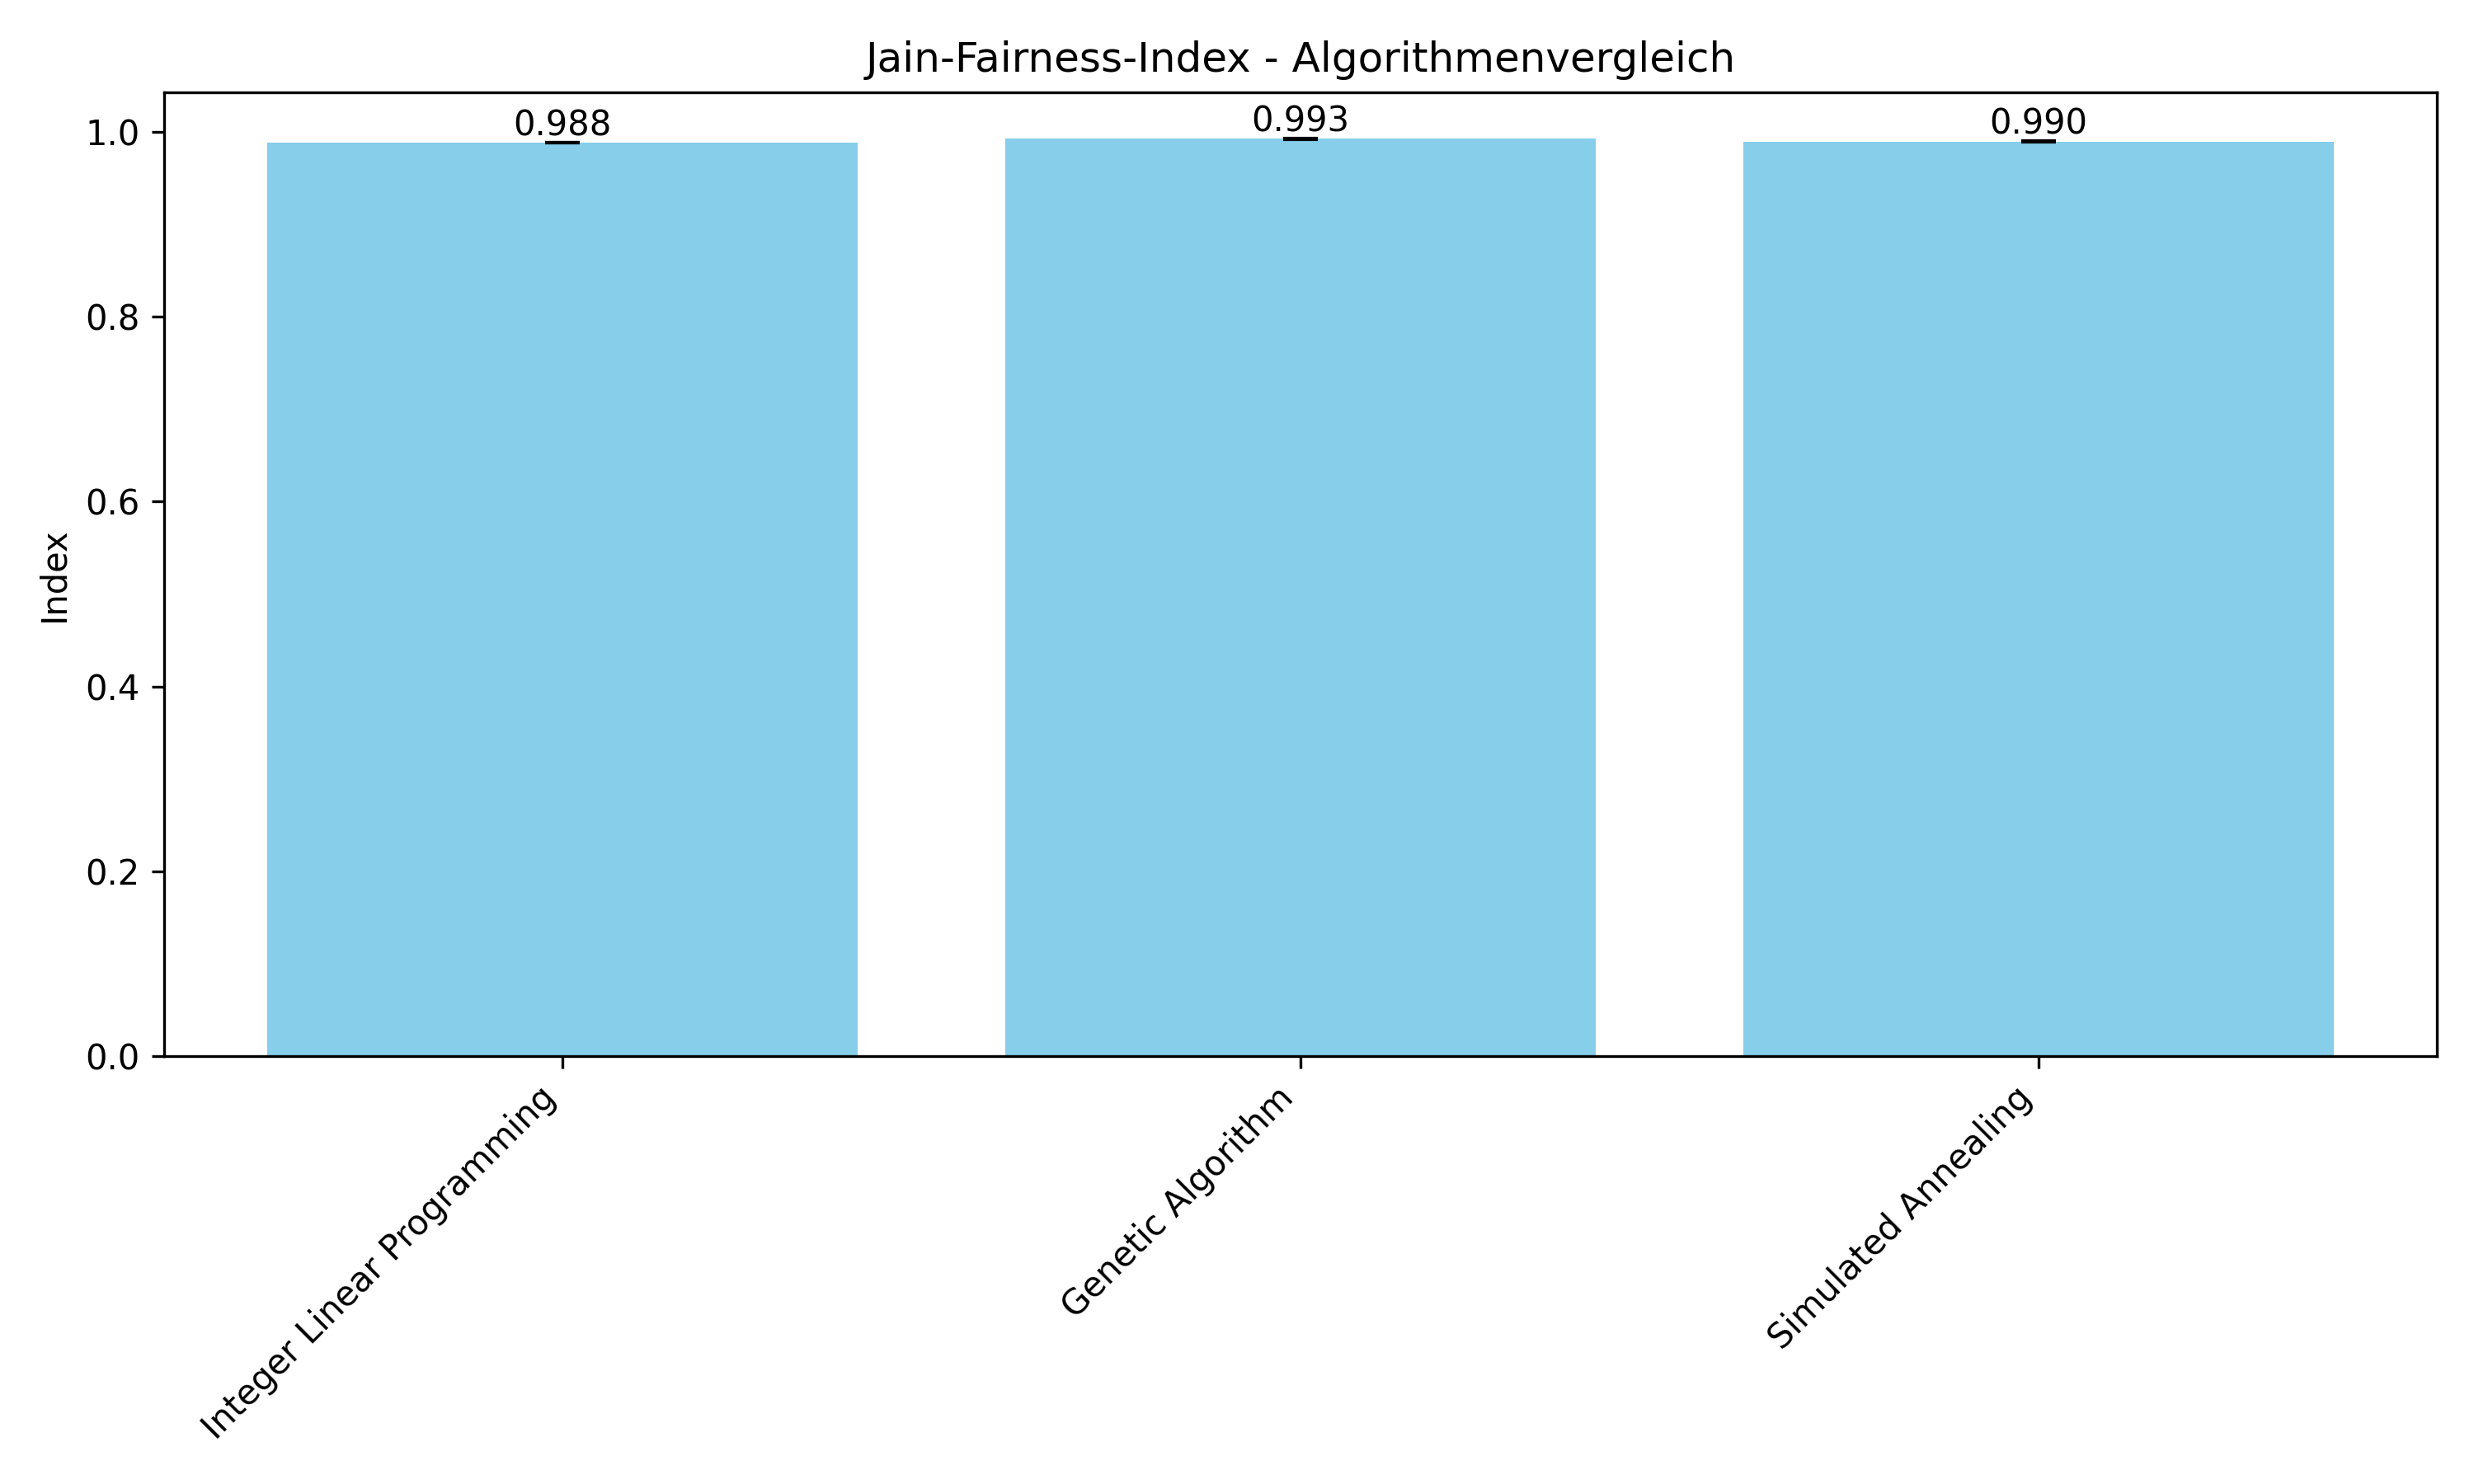 Jain-Fairness-Index - Algorithmenvergleich
Index
1.0
0.8
0.6
0.4
0.2
0.0
0.988
0.993
0.990
Integer Linear Programming
Genetic Algorithm
Simulated Annealing